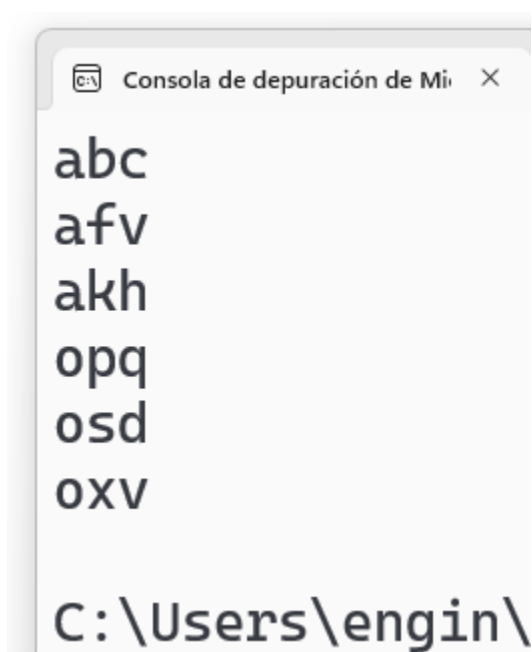 Consola de depuración de Mi
abc
afv
akh
opq
osd
oxv
C:\Users\engin\